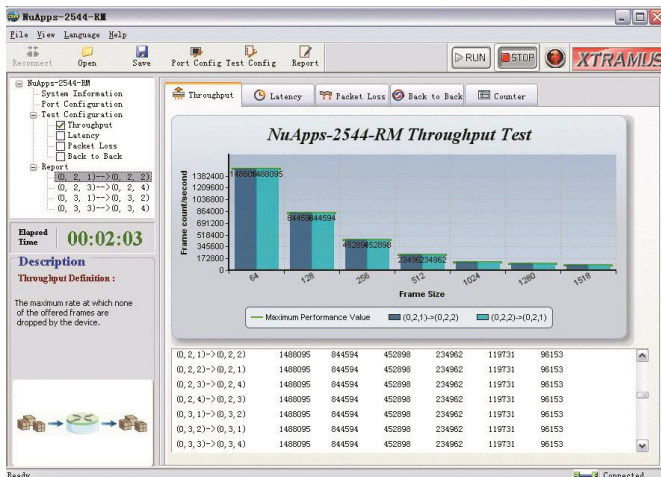 NuApps-2544-RM
File View Language Help
Reconnect Open Save Port Config Test Config Report RUN STOP XTRAMUS
NuApps-2544-RM
System Information
Port Configuration
Test Configuration
Throughput
Latency
Packet Loss
Back to Back
Report
(0, 2, 1)-->(0, 2, 2)
(0, 2, 3)-->(0, 2, 4)
(0, 3, 1)-->(0, 3, 2)
(0, 3, 3)-->(0, 3, 4)
Elapsed Time 00:02:03
Description
Throughput Definition :
The maximum rate at which none
of the offered frames are
dropped by the device.
Throughput Latency Packet Loss Back to Back Counter
NuApps-2544-RM Throughput Test
Frame count/second
1382400
1209600
1036800
864000
691200
518400
345600
172800
0
1488095 1488095
844594 844594
452898 452898
234962 234962
64 128 256 512 1024 1280 1518
Frame Size
Maximum Performance Value (0,2,1)->(0,2,2) (0,2,2)->(0,2,1)
(0, 2, 1)->(0, 2, 2) 1488095 844594 452898 234962 119731 96153
(0, 2, 2)->(0, 2, 1) 1488095 844594 452898 234962 119731 96153
(0, 2, 3)->(0, 2, 4) 1488095 844594 452898 234962 119731 96153
(0, 2, 4)->(0, 2, 3) 1488095 844594 452898 234962 119731 96153
(0, 3, 1)->(0, 3, 2) 1488095 844594 452898 234962 119731 96153
(0, 3, 2)->(0, 3, 1) 1488095 844594 452898 234962 119731 96153
(0, 3, 3)->(0, 3, 4) 1488095 844594 452898 234962 119731 96153
Ready Connected